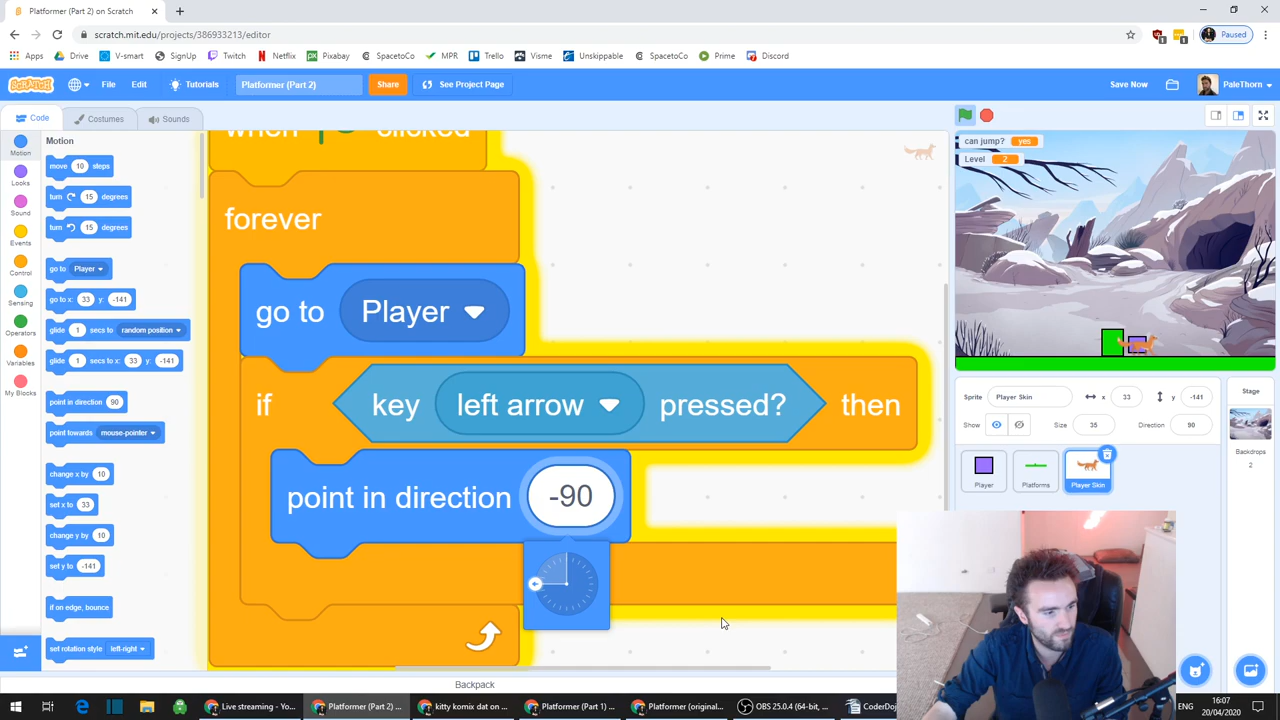 Platformer (Part 2) on Scratch
scratch.mit.edu/projects/386933213/editor
Paused
Apps
Drive
V-smart
SignUp
Twitch
Netflix
Pixabay
SpacetoCo
MPR
Trello
Visme
Unskippable
SpacetoCo
Prime
Discord
SCRATCH
File
Edit
Tutorials
Platformer (Part 2)
Share
See Project Page
Save Now
PaleThorn
Code
Costumes
Sounds
Motion
Looks
Sound
Events
Control
Sensing
Operators
Variables
My Blocks
Motion
move 10 steps
turn 15 degrees
turn 15 degrees
go to Player
go to x: 33 y: -141
glide 1 secs to random position
glide 1 secs to x: 33 y: -141
point in direction 90
point towards mouse-pointer
change x by 10
set x to 33
change y by 10
set y to -141
if on edge, bounce
set rotation style left-right
when clicked
forever
go to Player
if key left arrow pressed? then
point in direction -90
can jump? yes
Level 2
Sprite Player Skin x 33 y -141
Show Size 35 Direction 90
Player
Platforms
Player Skin
Stage
Backdrops
2
Backpack
Live streaming - Yo...
Platformer (Part 2) ...
kitty komix dat on ...
Platformer (Part 1) ...
Platformer (original...
OBS 25.0.4 (64-bit, ...
CoderDoj
ENG
16:07
20/04/2020